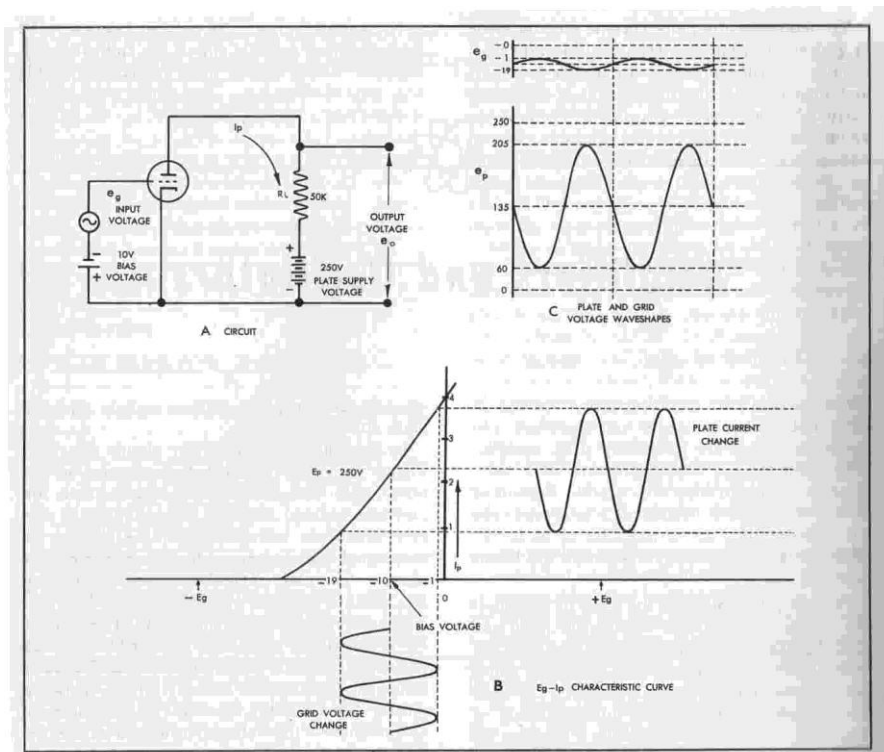 Ip
RL
50K
eg
INPUT
VOLTAGE
−
10V
BIAS
+ VOLTAGE
+
250V
PLATE SUPPLY
− VOLTAGE
OUTPUT
VOLTAGE
eo
A CIRCUIT
eg
-0
-1
-19
250
205
ep
135
60
0
C PLATE AND GRID
VOLTAGE WAVESHAPES
4
3
2
1
Ep = 250V
Ip
PLATE CURRENT
CHANGE
-19
-10
-1
0
− Eg
+Eg
BIAS VOLTAGE
GRID VOLTAGE
CHANGE
B Eg-Ip CHARACTERISTIC CURVE